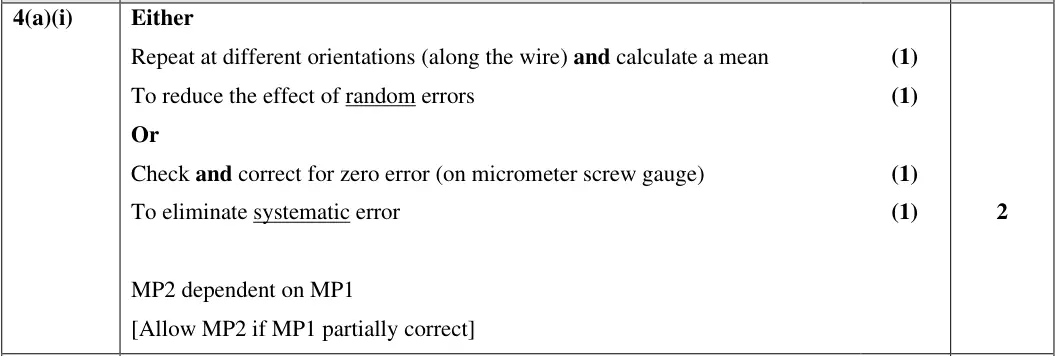 4(a)(i) Either
Repeat at different orientations (along the wire) and calculate a mean (1)
To reduce the effect of random errors (1)
Or
Check and correct for zero error (on micrometer screw gauge) (1)
To eliminate systematic error (1) 2
MP2 dependent on MP1
[Allow MP2 if MP1 partially correct]